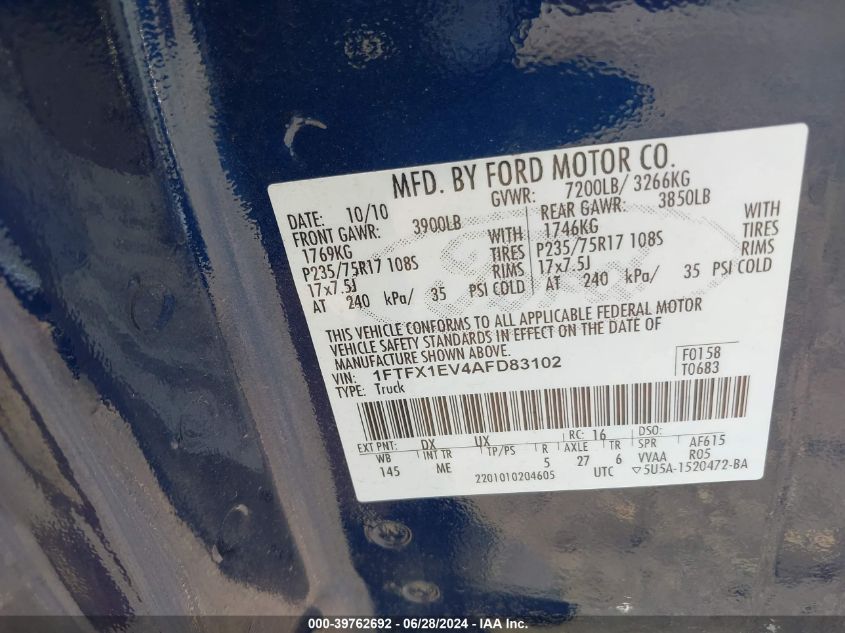 MFD. BY FORD MOTOR CO.
DATE: 10/10 GVWR: 7200LB/ 3266KG
FRONT GAWR: 3900LB REAR GAWR: 3850LB
1769KG WITH 1746KG WITH
P235/75R17 108S TIRES P235/75R17 108S TIRES
17x7.5J RIMS 17x7.5J RIMS
AT 240 kPa/ 35 PSI COLD AT 240 kPa/ 35 PSI COLD
THIS VEHICLE CONFORMS TO ALL APPLICABLE FEDERAL MOTOR
VEHICLE SAFETY STANDARDS IN EFFECT ON THE DATE OF
MANUFACTURE SHOWN ABOVE.
VIN: 1FTFX1EV4AFD83102 F0158
TYPE: Truck T0683
EXT PNT: DX UX RC: 16 DSO:
WB INT TR TP/PS R AXLE TR SPR AF615
145 ME 5 27 6 VVAA R05
2201010204605 UTC ▽5U5A-1520472-BA
000-39762692 / 06/28/2024 - IAA Inc.